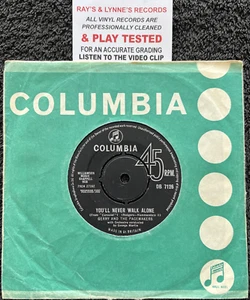 RAY'S & LYNNE'S RECORDS
ALL VINYL RECORDS ARE
PROFESSIONALLY CLEANED
& PLAY TESTED
FOR AN ACCURATE GRADING
LISTEN TO THE VIDEO CLIP
COLUMBIA
COLUMBIA
45
RPM
DB 7126
YOU'LL NEVER WALK ALONE
GERRY AND THE PACEMAKERS
MADE IN GT. BRITAIN